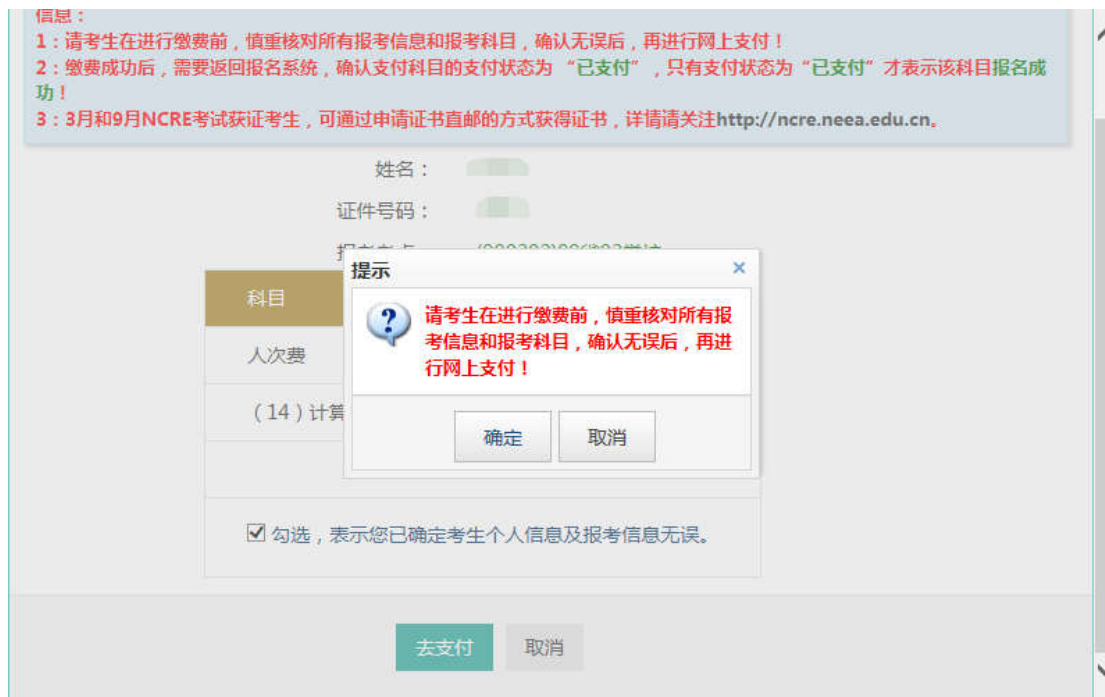 信息：
1：请考生在进行缴费前，慎重核对所有报考信息和报考科目，确认无误后，再进行网上支付！
2：缴费成功后，需要返回报名系统，确认支付科目的支付状态为 “已支付” ，只有支付状态为“已支付”才表示该科目报名成
功！
3：3月和9月NCRE考试获证考生，可通过申请证书直邮的方式获得证书，详情请关注http://ncre.neea.edu.cn。
姓名：
证件号码：
提示
×
科目
请考生在进行缴费前，慎重核对所有报
考信息和报考科目，确认无误后，再进
行网上支付！
人次费
（14）计算
确定 取消
勾选，表示您已确定考生个人信息及报考信息无误。
去支付 取消